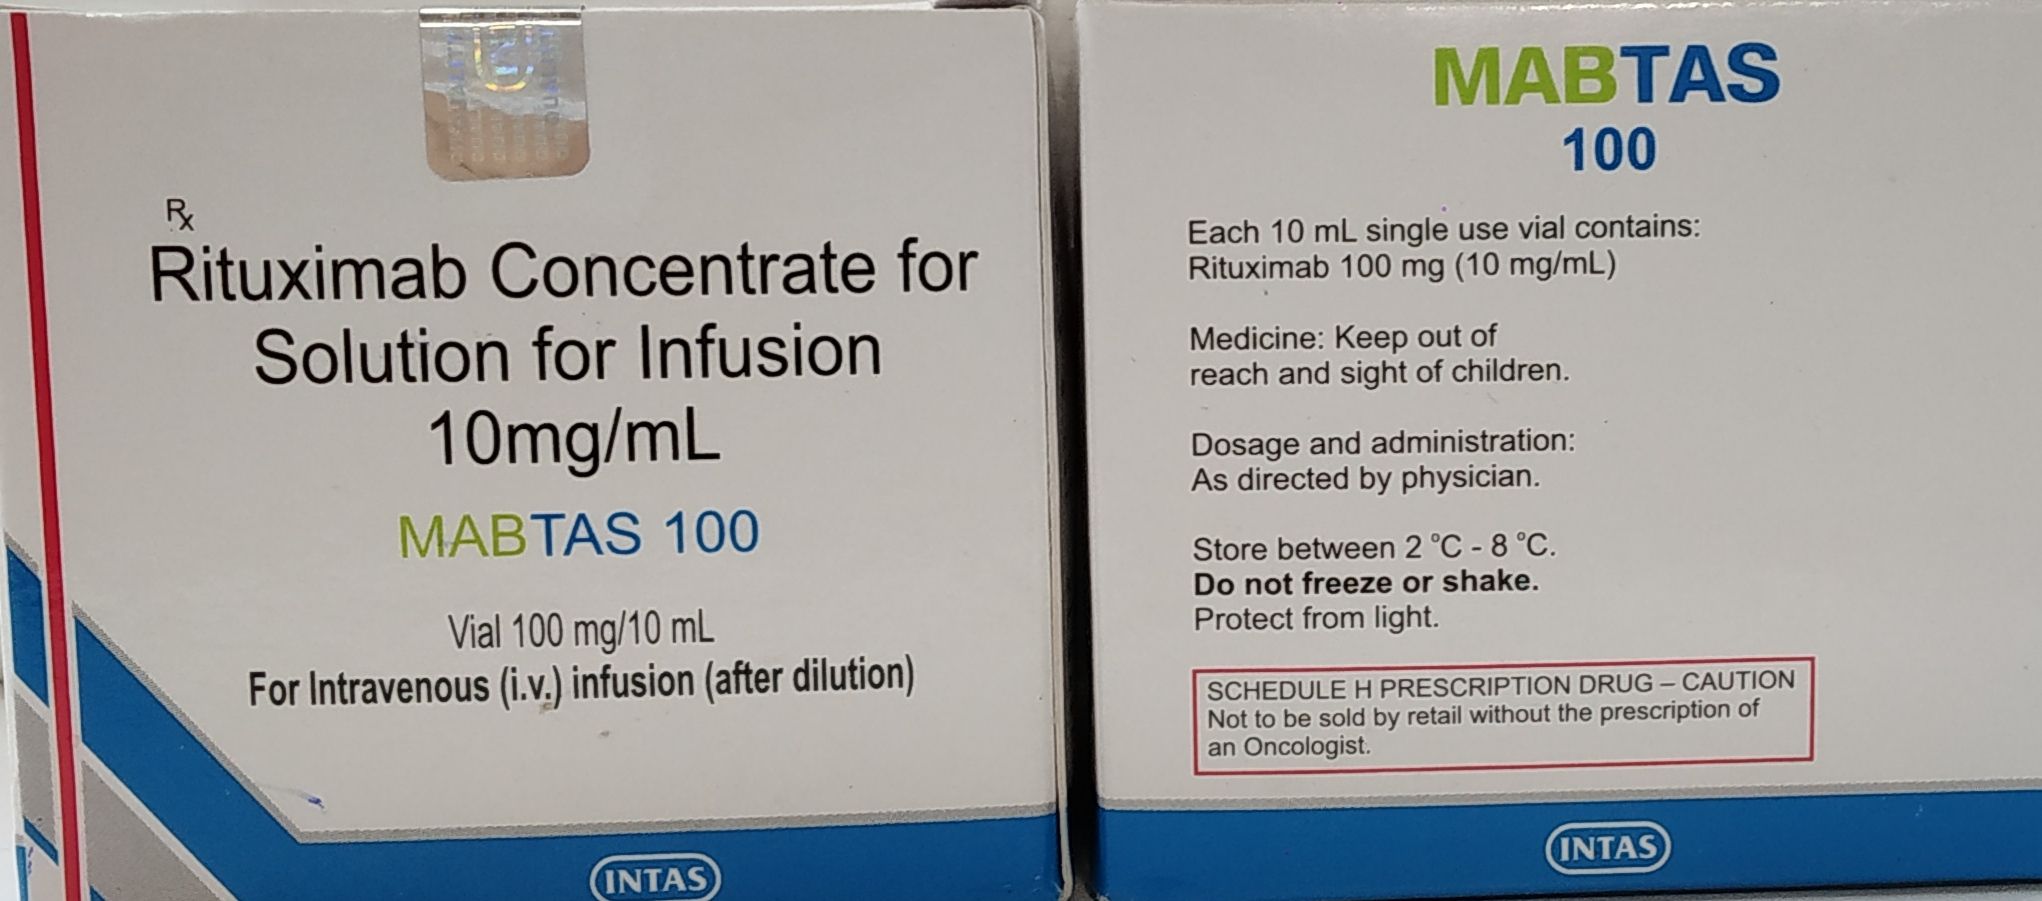 Rx
Rituximab Concentrate for
Solution for Infusion
10mg/mL
MABTAS 100
Vial 100 mg/10 mL
For Intravenous (i.v.) infusion (after dilution)
INTAS
MABTAS
100
Each 10 mL single use vial contains:
Rituximab 100 mg (10 mg/mL)
Medicine: Keep out of
reach and sight of children.
Dosage and administration:
As directed by physician.
Store between 2 °C - 8 °C.
Do not freeze or shake.
Protect from light.
SCHEDULE H PRESCRIPTION DRUG – CAUTION
Not to be sold by retail without the prescription of
an Oncologist.
INTAS